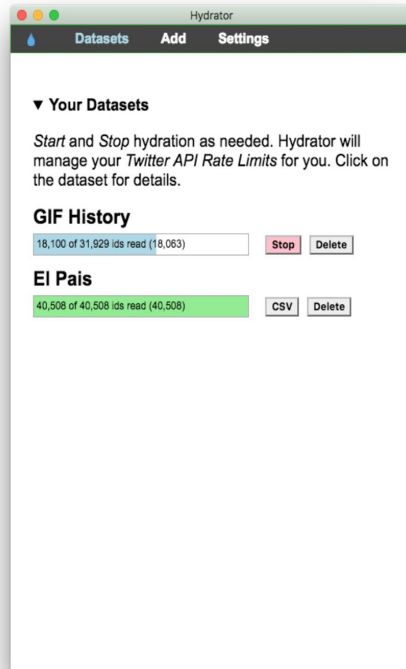 Hydrator
Datasets Add Settings
▼ Your Datasets
Start and Stop hydration as needed. Hydrator will
manage your Twitter API Rate Limits for you. Click on
the dataset for details.
GIF History
18,100 of 31,929 ids read (18,063) Stop Delete
El Pais
40,508 of 40,508 ids read (40,508) CSV Delete